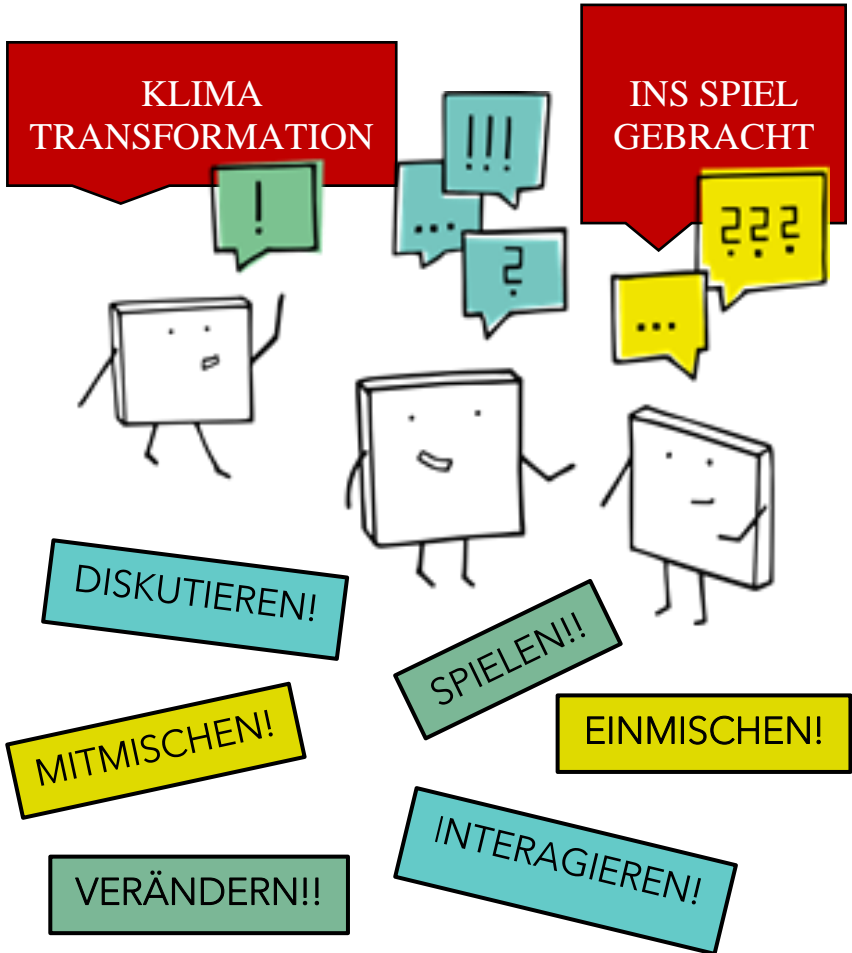 KLIMA
TRANSFORMATION
INS SPIEL
GEBRACHT
!
!!!
...
?
???
...
DISKUTIEREN!
SPIELEN!!
MITMISCHEN!
EINMISCHEN!
INTERAGIEREN!
VERÄNDERN!!